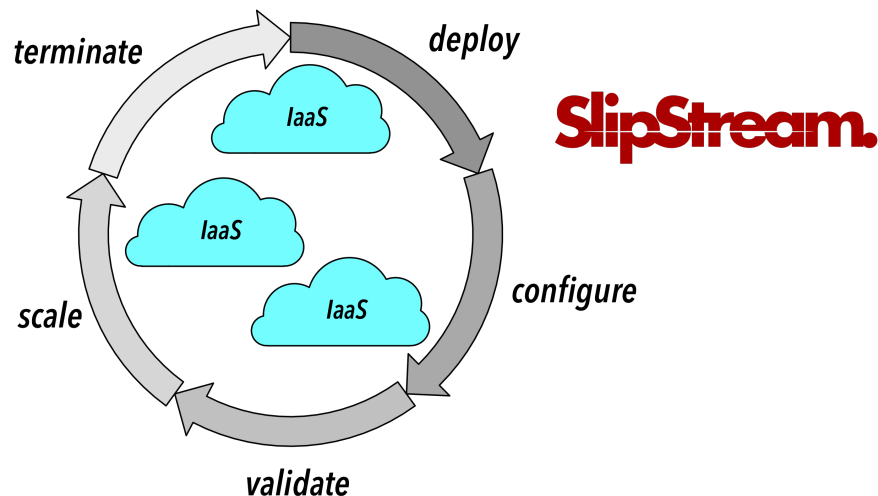 terminate
deploy
IaaS
SlipStream.
IaaS
configure
IaaS
scale
validate